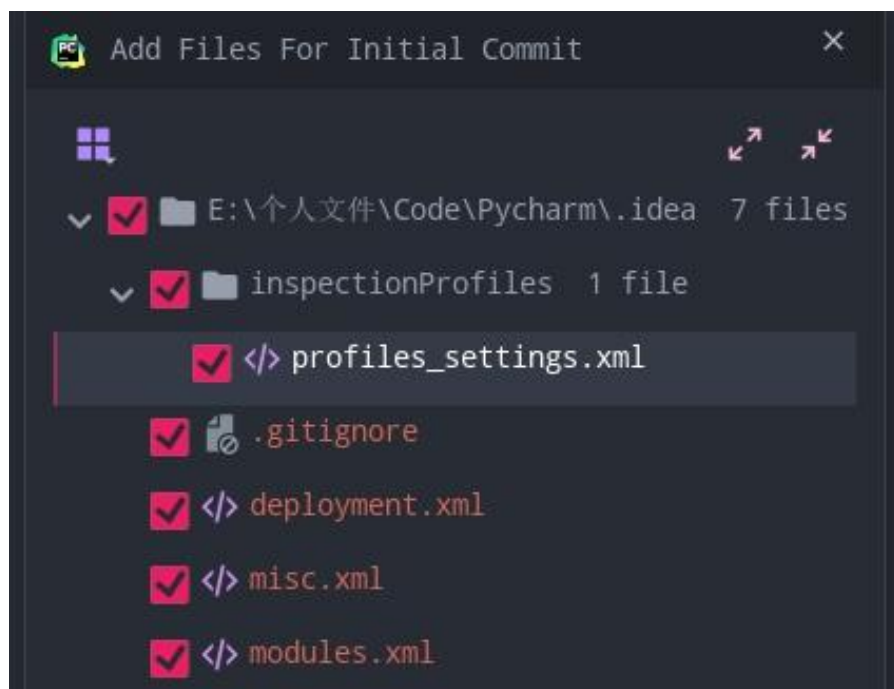 PC Add Files For Initial Commit
E:\个人文件\Code\Pycharm\.idea 7 files
inspectionProfiles 1 file
profiles_settings.xml
.gitignore
deployment.xml
misc.xml
modules.xml